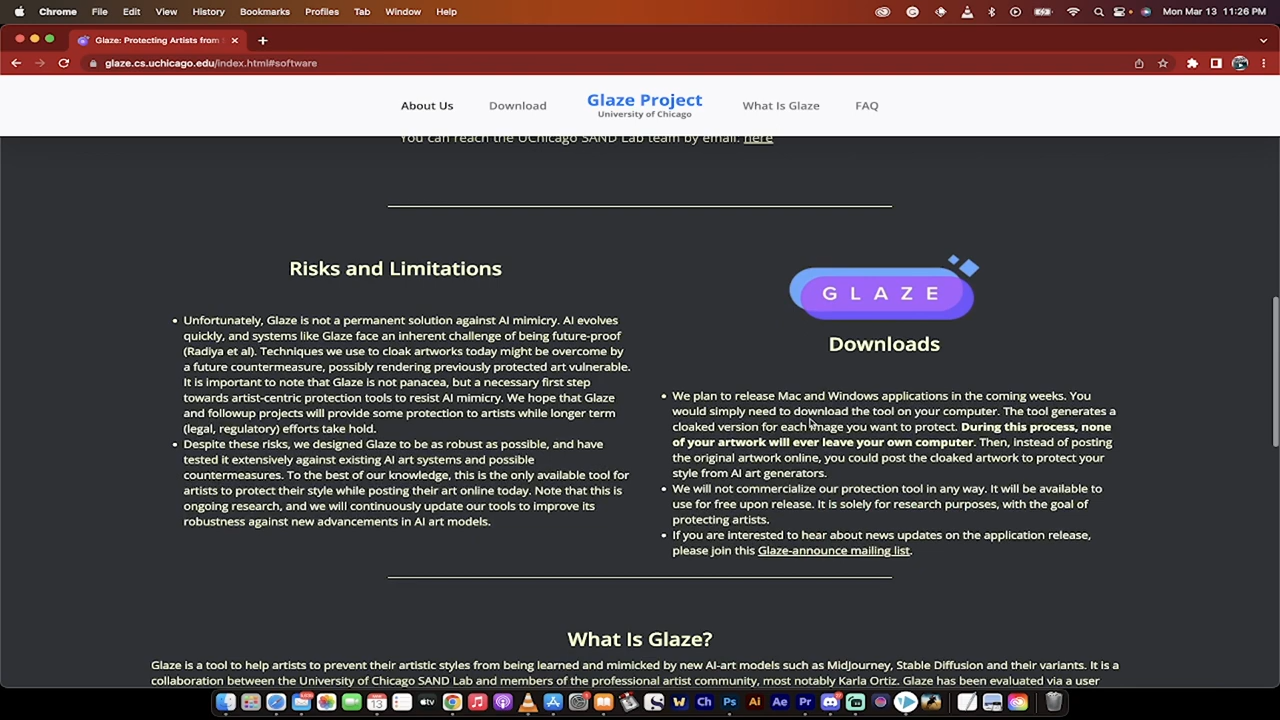 Chrome File Edit View History Bookmarks Profiles Tab Window Help Mon Mar 13 11:26 PM
Glaze: Protecting Artists from
glaze.cs.uchicago.edu/index.html#software
About Us Download Glaze Project What Is Glaze FAQ
University of Chicago
You can reach the UChicago SAND Lab team by email: here
Risks and Limitations
Unfortunately, Glaze is not a permanent solution against AI mimicry. AI evolves
quickly, and systems like Glaze face an inherent challenge of being future-proof
(Radiya et al). Techniques we use to cloak artworks today might be overcome by
a future countermeasure, possibly rendering previously protected art vulnerable.
It is important to note that Glaze is not panacea, but a necessary first step
towards artist-centric protection tools to resist AI mimicry. We hope that Glaze
and followup projects will provide some protection to artists while longer term
(legal, regulatory) efforts take hold.
Despite these risks, we designed Glaze to be as robust as possible, and have
tested it extensively against existing AI art systems and possible
countermeasures. To the best of our knowledge, this is the only available tool for
artists to protect their style while posting their art online today. Note that this is
ongoing research, and we will continuously update our tools to improve its
robustness against new advancements in AI art models.
GLAZE
Downloads
We plan to release Mac and Windows applications in the coming weeks. You
would simply need to download the tool on your computer. The tool generates a
cloaked version for each image you want to protect. During this process, none
of your artwork will ever leave your own computer. Then, instead of posting
the original artwork online, you could post the cloaked artwork to protect your
style from AI art generators.
We will not commercialize our protection tool in any way. It will be available to
use for free upon release. It is solely for research purposes, with the goal of
protecting artists.
If you are interested to hear about news updates on the application release,
please join this Glaze-announce mailing list.
What Is Glaze?
Glaze is a tool to help artists to prevent their artistic styles from being learned and mimicked by new AI-art models such as MidJourney, Stable Diffusion and their variants. It is a
collaboration between the University of Chicago SAND Lab and members of the professional artist community, most notably Karla Ortiz. Glaze has been evaluated via a user
13 tv W Ch Ps Ai Ae Pr